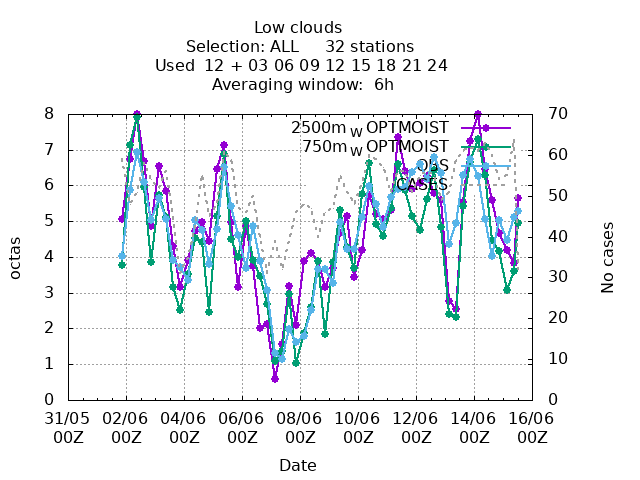 Low clouds
Selection: ALL     32 stations
Used  12 + 03 06 09 12 15 18 21 24
Averaging window:  6h
8
7
6
5
4
3
2
1
0
70
60
50
40
30
20
10
0
2500m W OPTMOIST
750m W OPTMOIST
OBS
CASES
octas
No cases
31/05 02/06 04/06 06/06 08/06 10/06 12/06 14/06 16/06
00Z 00Z 00Z 00Z 00Z 00Z 00Z 00Z 00Z
Date